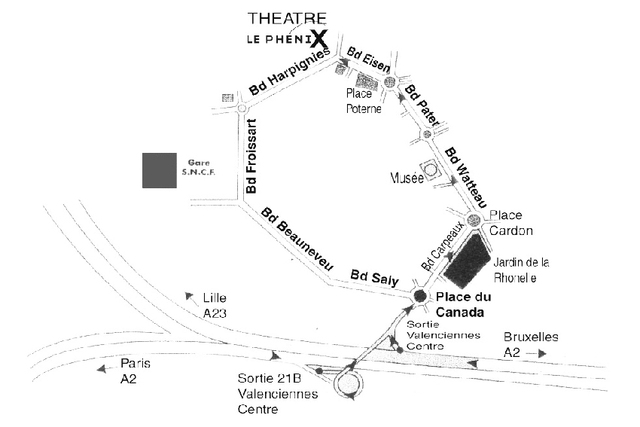 THEATRE
LE PHÉNIX
Bd Eisen
Bd Harpignies
Place
Poterne
Bd Pater
Bd Froissart
Gare
S.N.C.F.
Musée
Bd Watteau
Place
Cardon
Bd Beauneveu
Bd Carpeaux
Jardin de la
Rhonelle
Bd Saly
Place du
Canada
Lille
A23
Sortie
Valenciennes
Centre
Bruxelles
A2
Paris
A2
Sortie 21B
Valenciennes
Centre